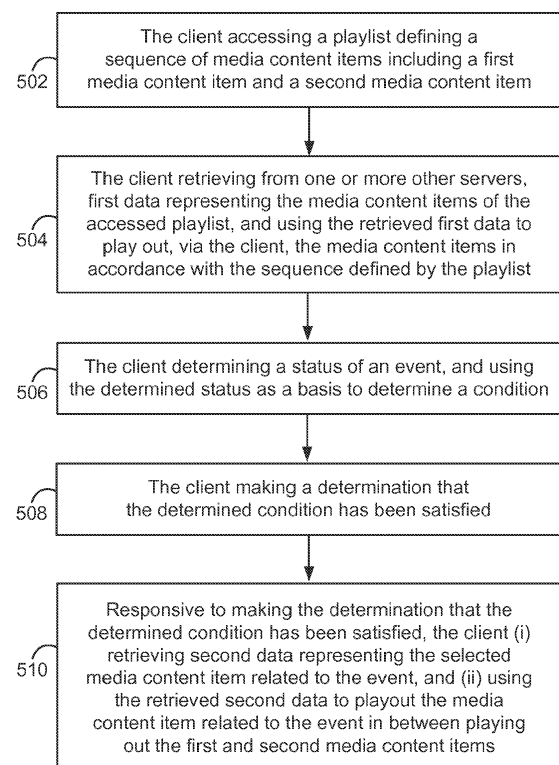 The client accessing a playlist defining a
sequence of media content items including a first
media content item and a second media content item
502
The client retrieving from one or more other servers,
first data representing the media content items of the
accessed playlist, and using the retrieved first data to
play out, via the client, the media content items in
accordance with the sequence defined by the playlist
504
The client determining a status of an event, and using
the determined status as a basis to determine a condition
506
The client making a determination that
the determined condition has been satisfied
508
Responsive to making the determination that the
determined condition has been satisfied, the client (i)
retrieving second data representing the selected
media content item related to the event, and (ii) using
the retrieved second data to playout the media
content item related to the event in between playing
out the first and second media content items
510